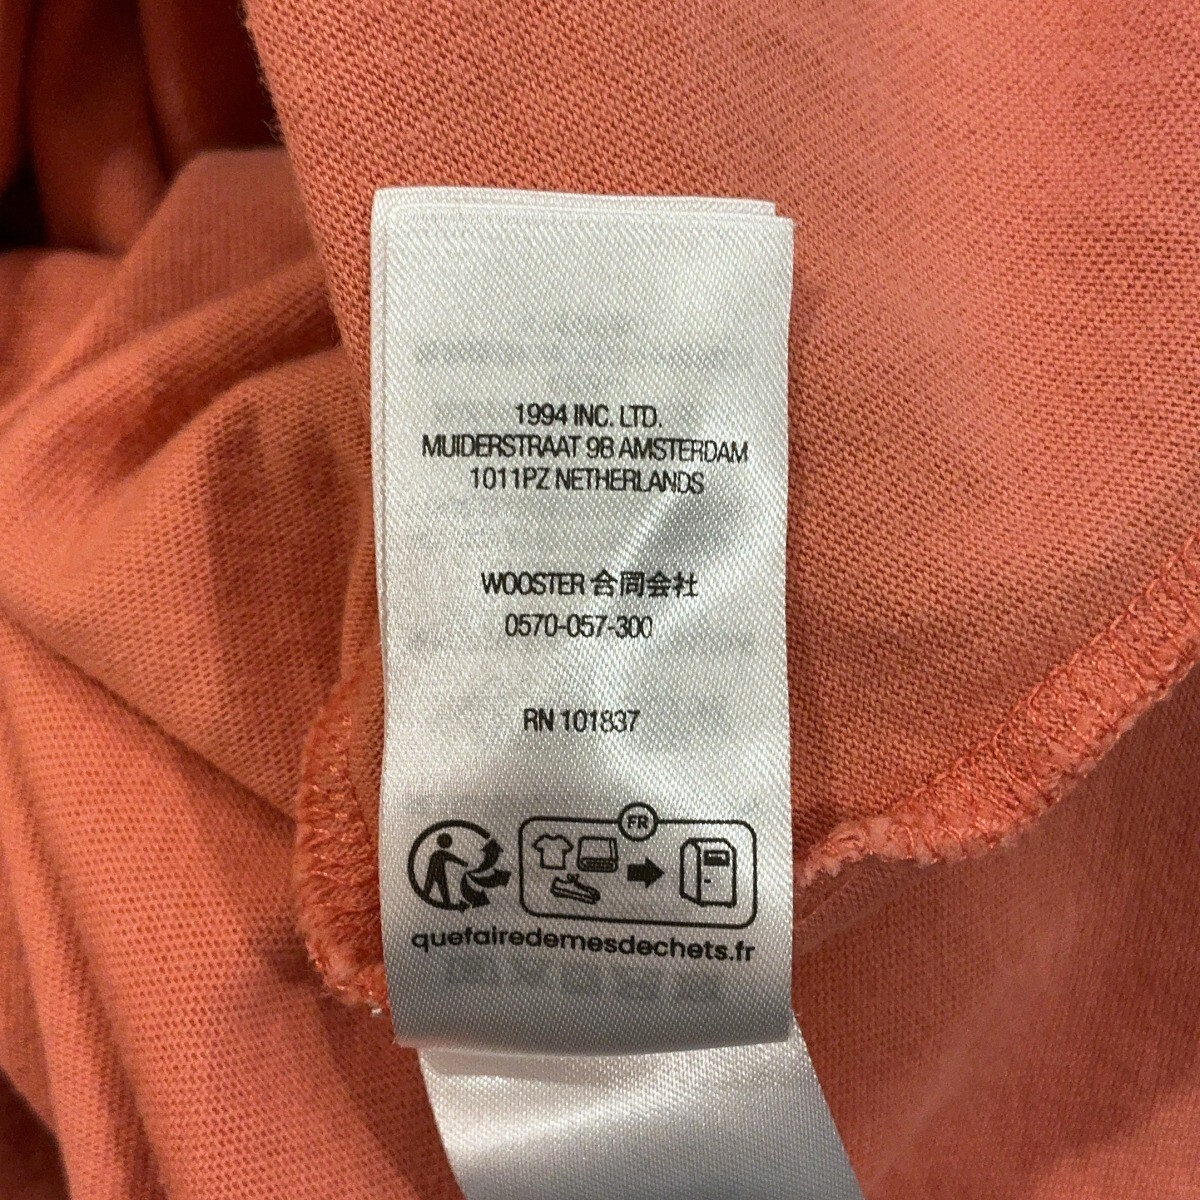 1994 INC. LTD.
MUIDERSTRAAT 9B AMSTERDAM
1011PZ NETHERLANDS
WOOSTER 合同会社
0570-057-300
RN 101837
FR
quefairedemesdechets.fr